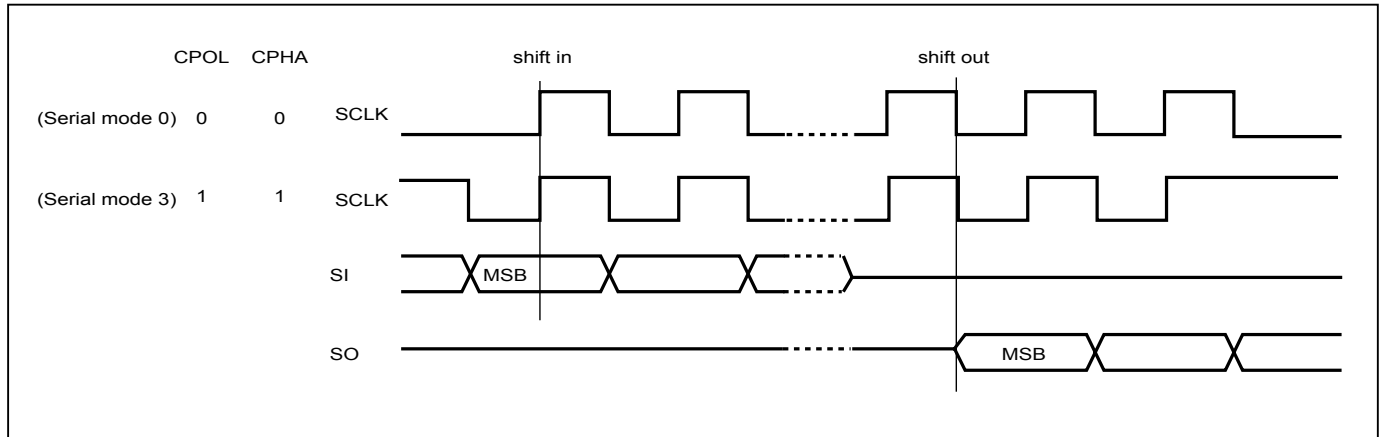 CPOL CPHA shift in shift out
(Serial mode 0) 0 0 SCLK
(Serial mode 3) 1 1 SCLK
SI MSB
SO MSB